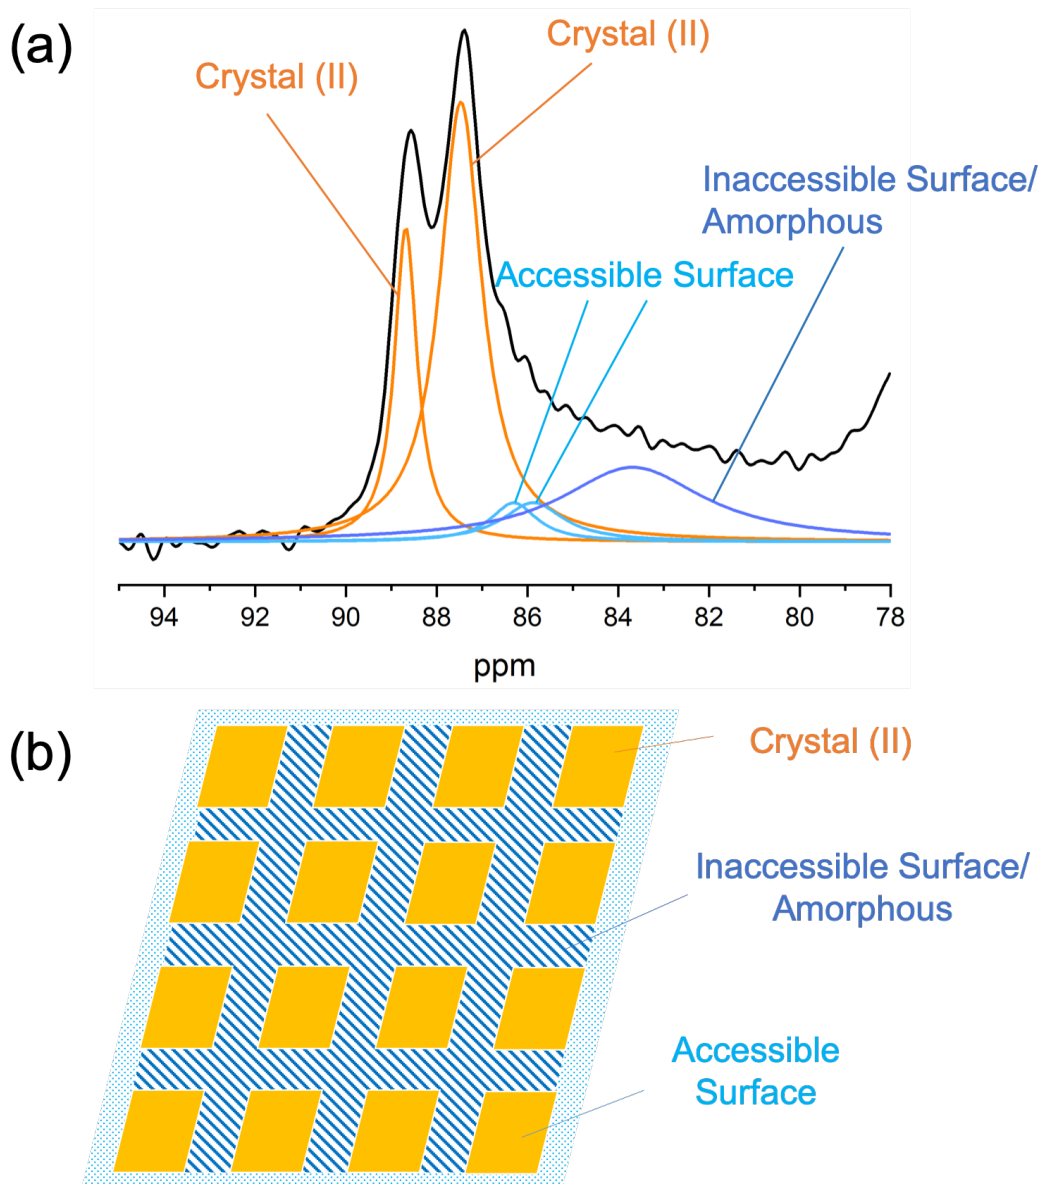 (a)
Crystal (II)
Crystal (II)
Inaccessible Surface/
Amorphous
Accessible Surface
94 92 90 88 86 84 82 80 78
ppm
(b)
Crystal (II)
Inaccessible Surface/
Amorphous
Accessible
Surface